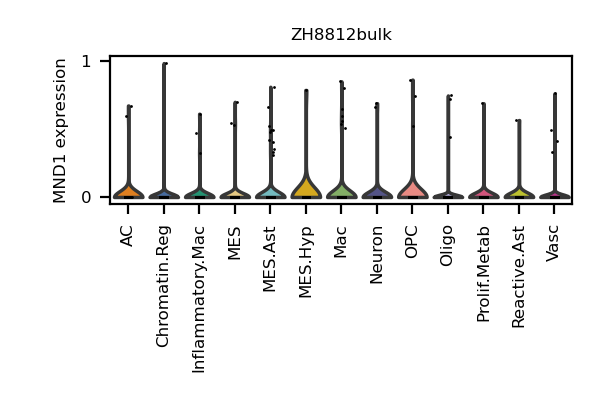 ZH8812bulk
MND1 expression
1
0
AC
Chromatin.Reg
Inflammatory.Mac
MES
MES.Ast
MES.Hyp
Mac
Neuron
OPC
Oligo
Prolif.Metab
Reactive.Ast
Vasc